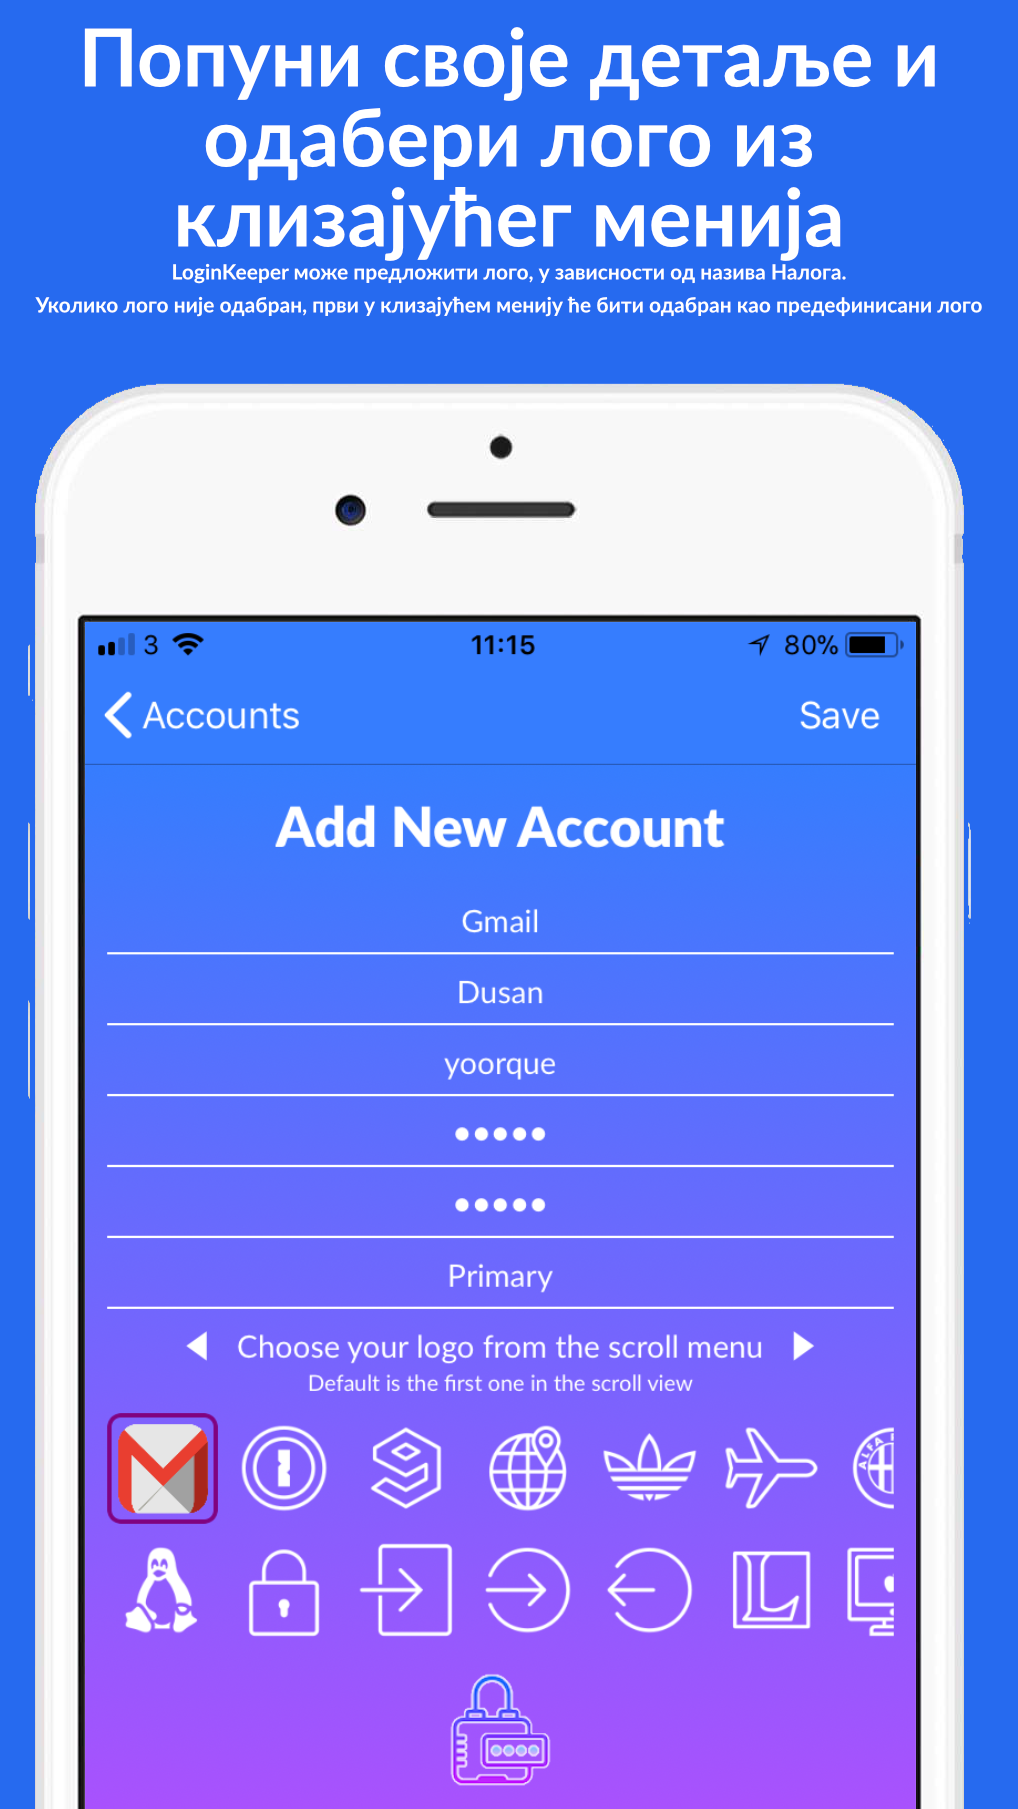 Попуни своје детаље и
одабери лого из
клизајућег менија
LoginKeeper може предложити лого, у зависности од назива Налога.
Уколико лого није одабран, први у клизајућем менију ће бити одабран као предефинисани лого
3 11:15 80%
Accounts Save
Add New Account
Gmail
Dusan
yoorque
•••••
•••••
Primary
Choose your logo from the scroll menu
Default is the first one in the scroll view
ALFA
L